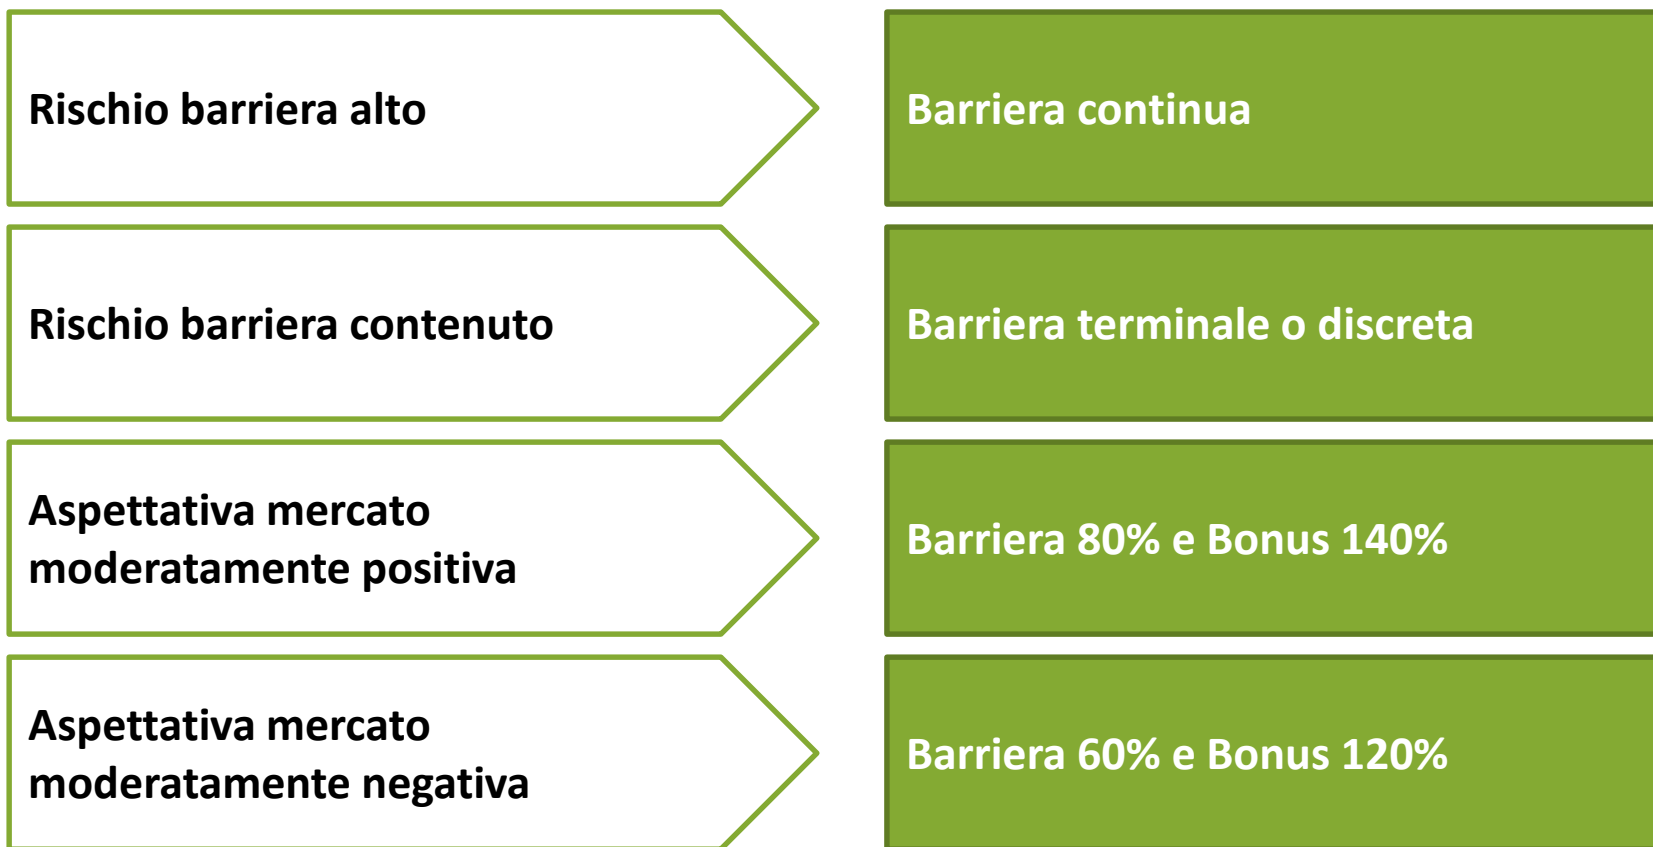 Rischio barriera alto
Barriera continua
Rischio barriera contenuto
Barriera terminale o discreta
Aspettativa mercato
moderatamente positiva
Barriera 80% e Bonus 140%
Aspettativa mercato
moderatamente negativa
Barriera 60% e Bonus 120%